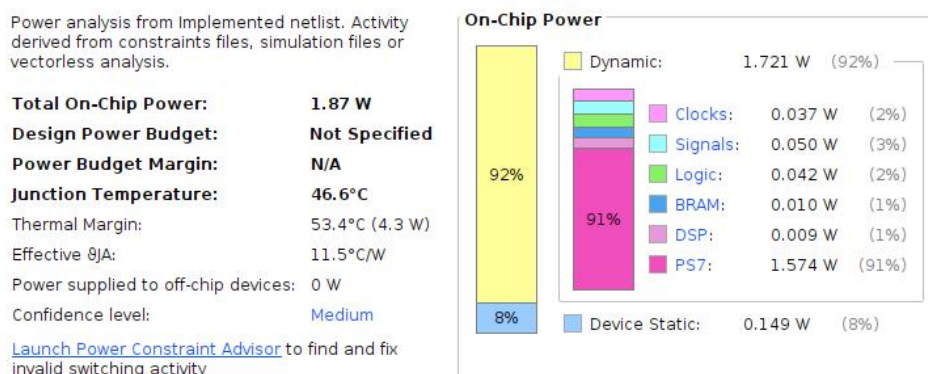 Power analysis from Implemented netlist. Activity
derived from constraints files, simulation files or
vectorless analysis.
Total On-Chip Power: 1.87 W
Design Power Budget: Not Specified
Power Budget Margin: N/A
Junction Temperature: 46.6°C
Thermal Margin: 53.4°C (4.3 W)
Effective ϑJA: 11.5°C/W
Power supplied to off-chip devices: 0 W
Confidence level: Medium
Launch Power Constraint Advisor to find and fix
invalid switching activity
On-Chip Power
92%
8%
Dynamic: 1.721 W (92%)
91%
Clocks: 0.037 W (2%)
Signals: 0.050 W (3%)
Logic: 0.042 W (2%)
BRAM: 0.010 W (1%)
DSP: 0.009 W (1%)
PS7: 1.574 W (91%)
Device Static: 0.149 W (8%)